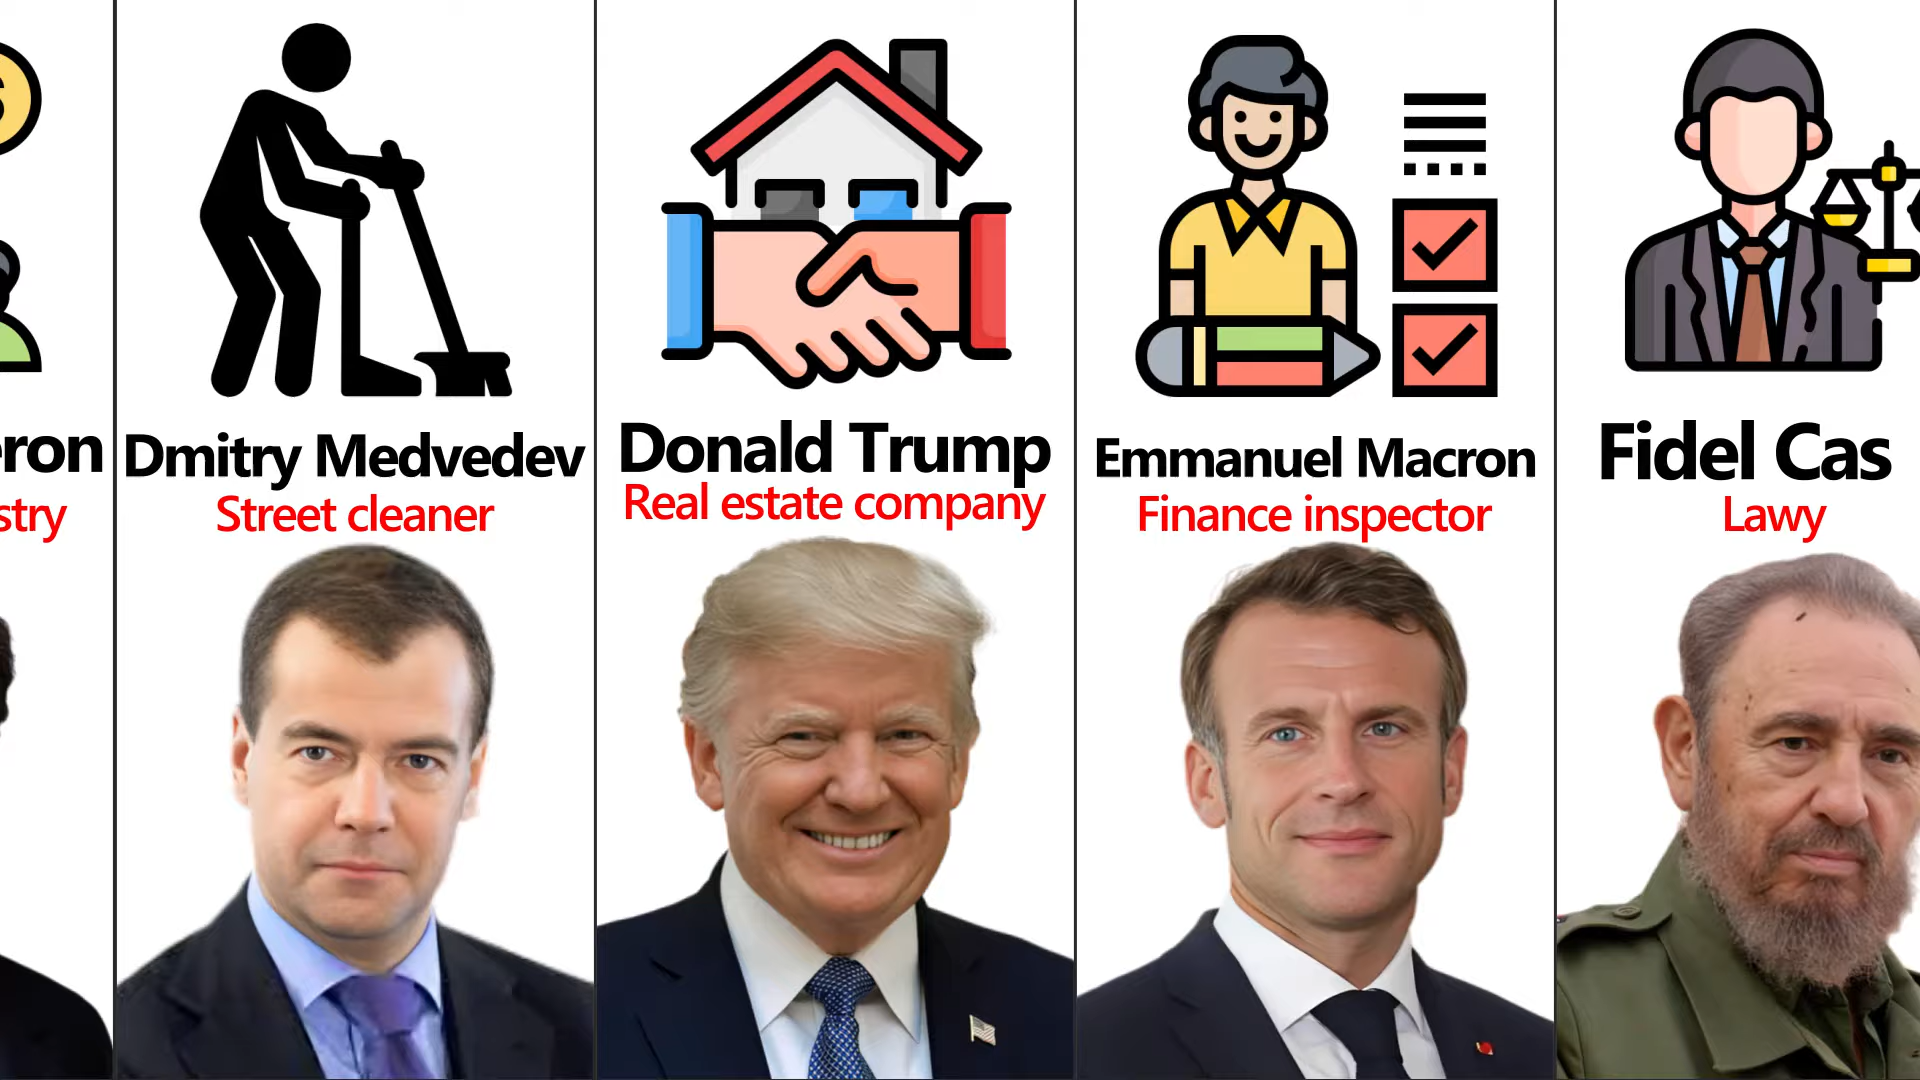 eron
stry
Dmitry Medvedev
Street cleaner
Donald Trump
Real estate company
Emmanuel Macron
Finance inspector
Fidel Cas
Lawy